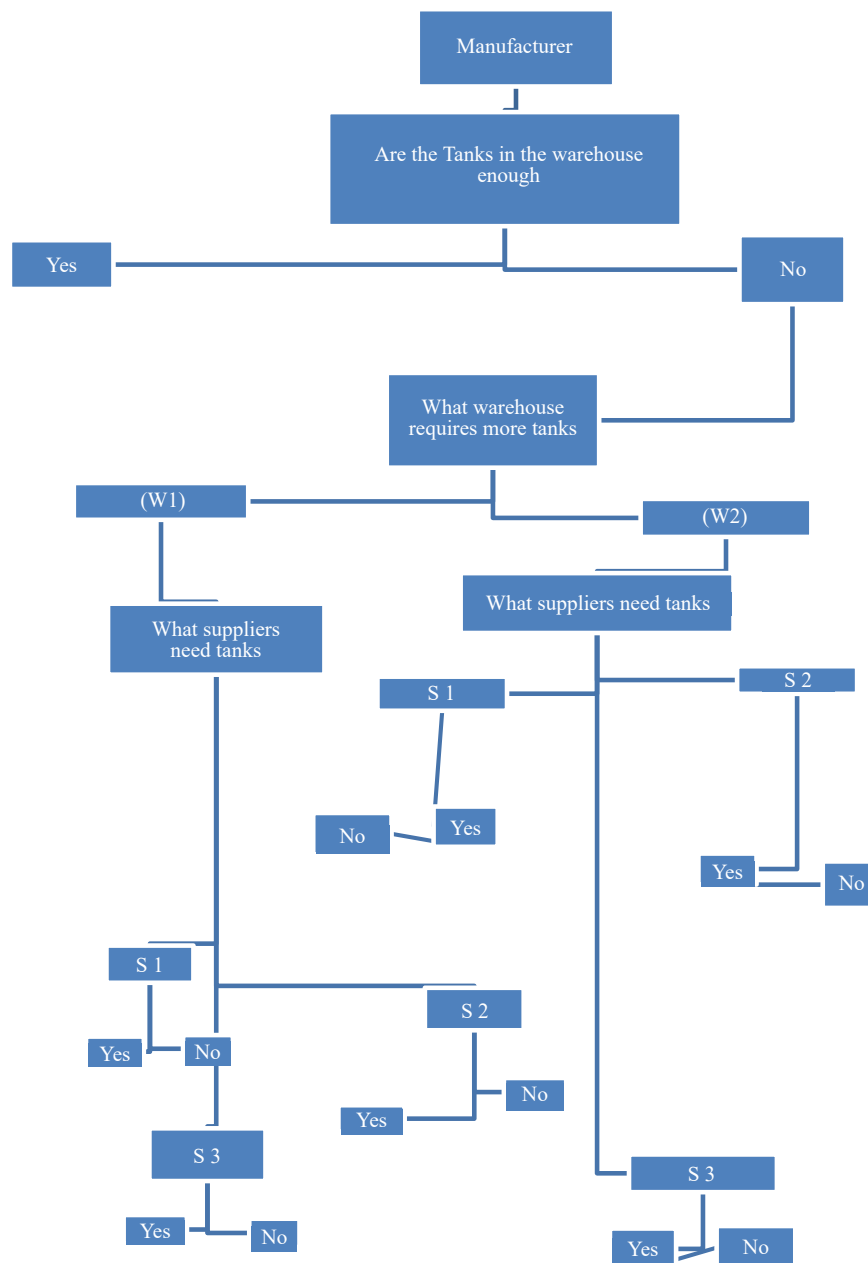 Manufacturer
Are the Tanks in the warehouse
enough
Yes
No
What warehouse
requires more tanks
(W1)
(W2)
What suppliers need tanks
What suppliers
need tanks
S 1
S 2
No
Yes
Yes
No
S 1
S 2
Yes
No
Yes
No
S 3
S 3
Yes
No
Yes
No